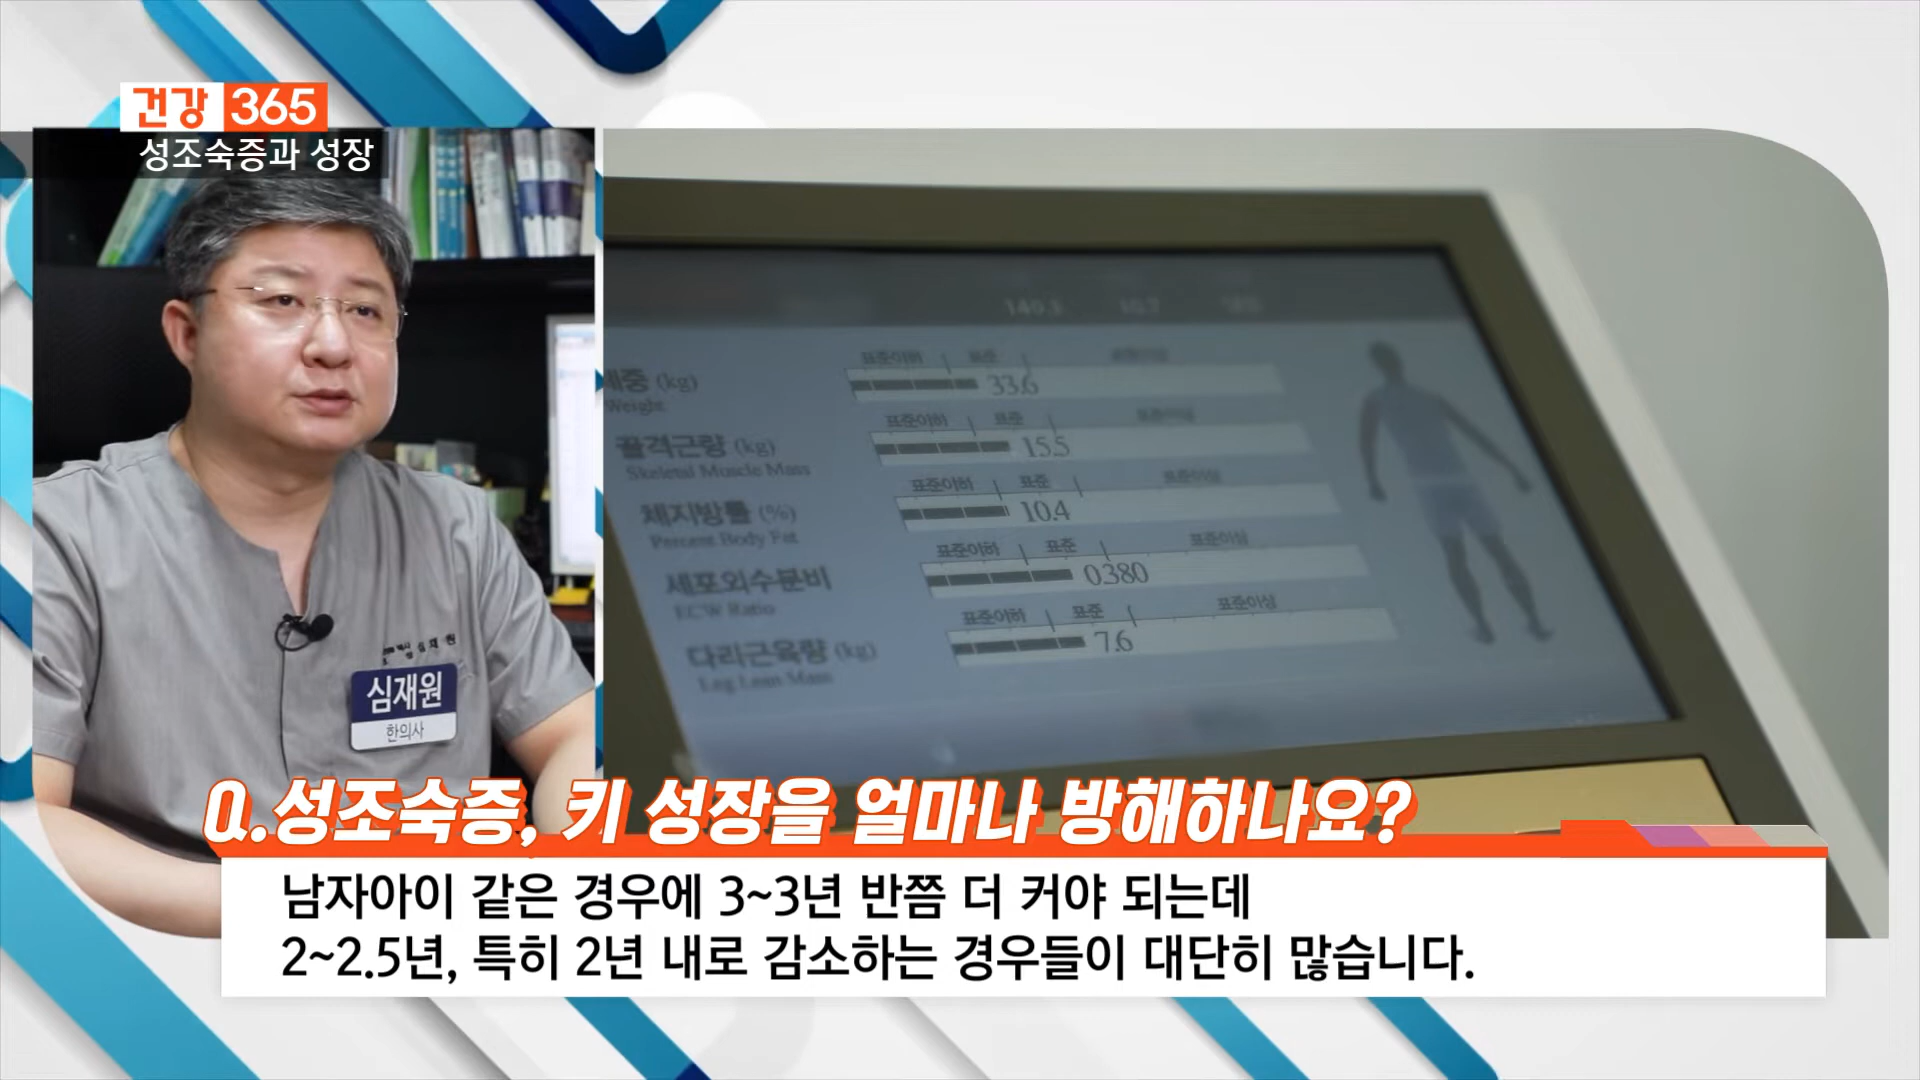 건강 365
성조숙증과 성장
심재원
한의사
140.3 10.7
표준이하 표준 표준이상
체중 (kg) 33.6
Weight
표준이하 표준 표준이상
골격근량 (kg) 15.5
Skeletal Muscle Mass
표준이하 표준 표준이상
체지방률 (%) 10.4
Percent Body Fat
표준이하 표준 표준이상
세포외수분비 0.380
ECW Ratio
표준이하 표준 표준이상
다리근육량 (kg) 7.6
Leg Lean Mass
Q.성조숙증, 키 성장을 얼마나 방해하나요?
남자아이 같은 경우에 3~3년 반쯤 더 커야 되는데
2~2.5년, 특히 2년 내로 감소하는 경우들이 대단히 많습니다.